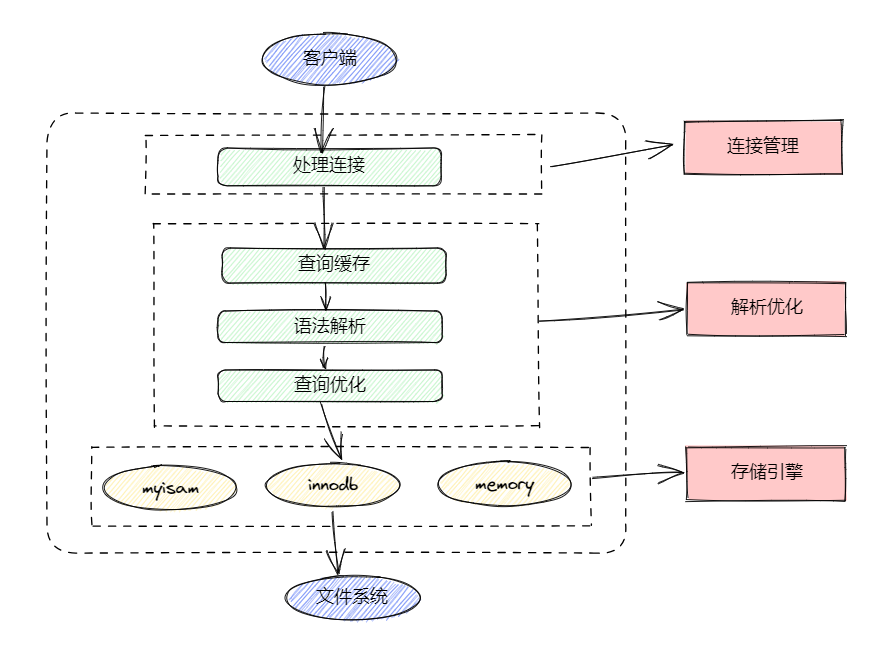 客户端
处理连接
连接管理
查询缓存
语法解析
解析优化
查询优化
myisam
innodb
memory
存储引擎
文件系统